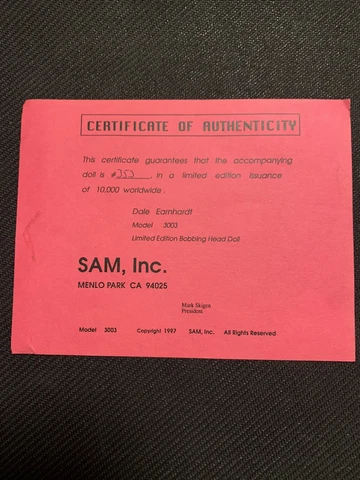 CERTIFICATE OF AUTHENTICITY
This certificate guarantees that the accompanying
doll is #353, in a limited edition issuance
of 10,000 worldwide.
Dale Earnhardt
Model 3003
Limited Edition Bobbing Head Doll
SAM, Inc.
MENLO PARK CA 94025
Mark Skigen
President
Model 3003 Copyright 1997 SAM, Inc. All Rights Reserved